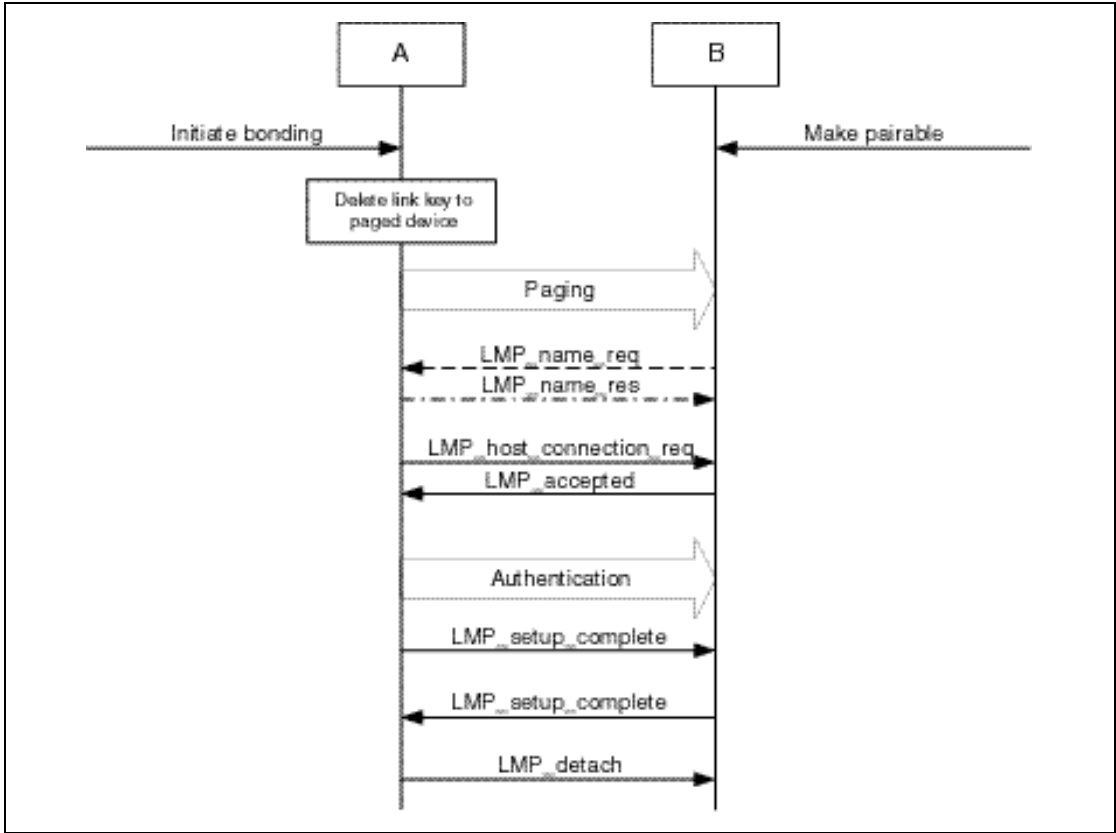 A
B
Initiate bonding
Make pairable
Delete link key to
paged device
Paging
LMP_name_req
LMP_name_res
LMP_host_connection_req
LMP_accepted
Authentication
LMP_setup_complete
LMP_setup_complete
LMP_detach